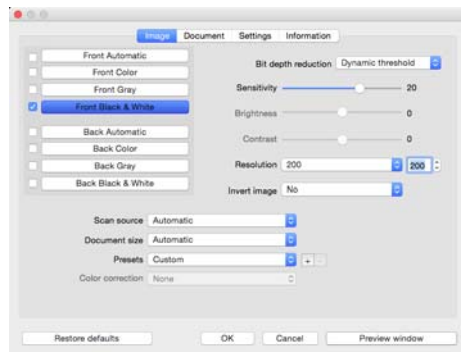 Image Document Settings Information
Front Automatic
Front Color
Front Gray
Front Black & White
Back Automatic
Back Color
Back Gray
Back Black & White
Bit depth reduction Dynamic threshold
Sensitivity 20
Brightness 0
Contrast 0
Resolution 200 200
Invert image No
Scan source Automatic
Document size Automatic
Presets Custom + -
Color correction None
Restore defaults OK Cancel Preview window